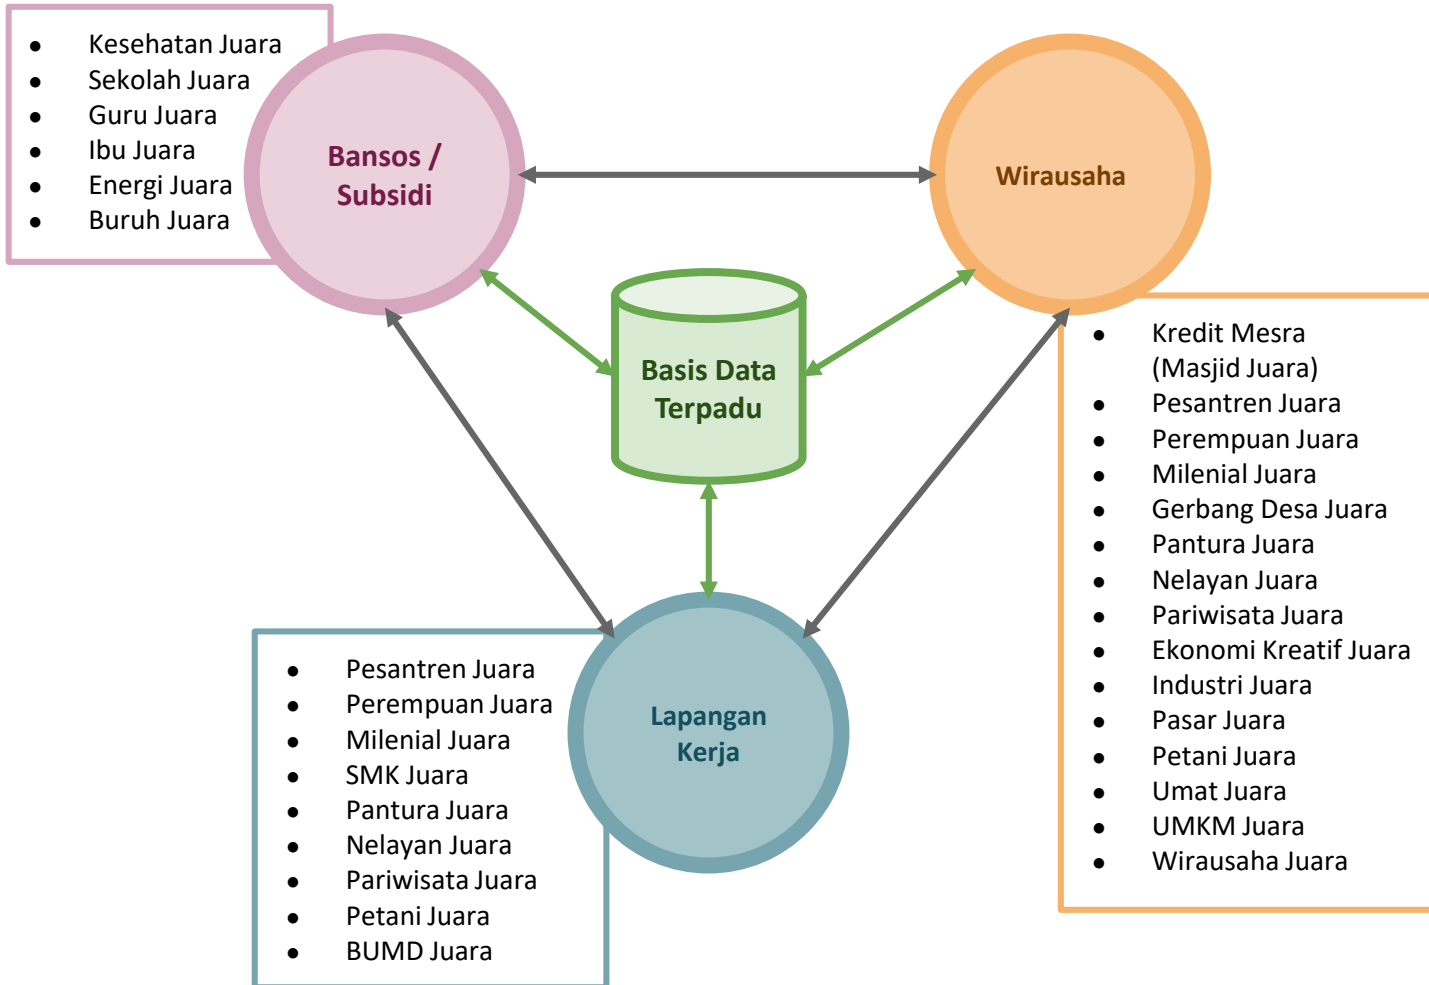 ● Kesehatan Juara
● Sekolah Juara
● Guru Juara
● Ibu Juara
● Energi Juara
● Buruh Juara
Bansos /
Subsidi
Wirausaha
Basis Data
Terpadu
● Kredit Mesra
(Masjid Juara)
● Pesantren Juara
● Perempuan Juara
● Milenial Juara
● Gerbang Desa Juara
● Pantura Juara
● Nelayan Juara
● Pariwisata Juara
● Ekonomi Kreatif Juara
● Industri Juara
● Pasar Juara
● Petani Juara
● Umat Juara
● UMKM Juara
● Wirausaha Juara
● Pesantren Juara
● Perempuan Juara
● Milenial Juara
● SMK Juara
● Pantura Juara
● Nelayan Juara
● Pariwisata Juara
● Petani Juara
● BUMD Juara
Lapangan
Kerja